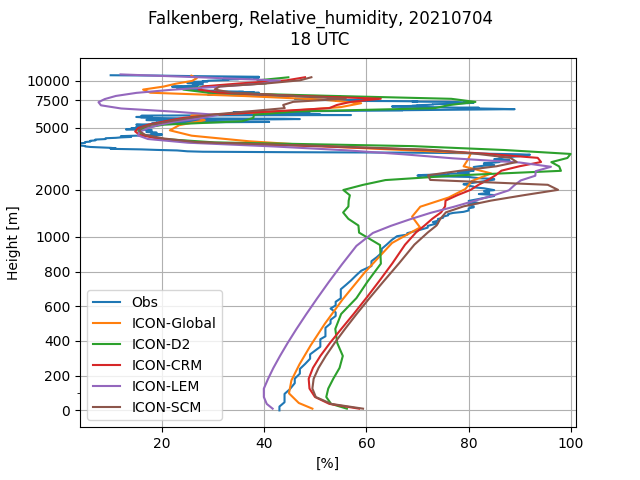 Falkenberg, Relative_humidity, 20210704
18 UTC
10000
7500
5000
2000
1000
800
600
400
200
0
Height [m]
Obs
ICON-Global
ICON-D2
ICON-CRM
ICON-LEM
ICON-SCM
20
40
60
80
100
[%]